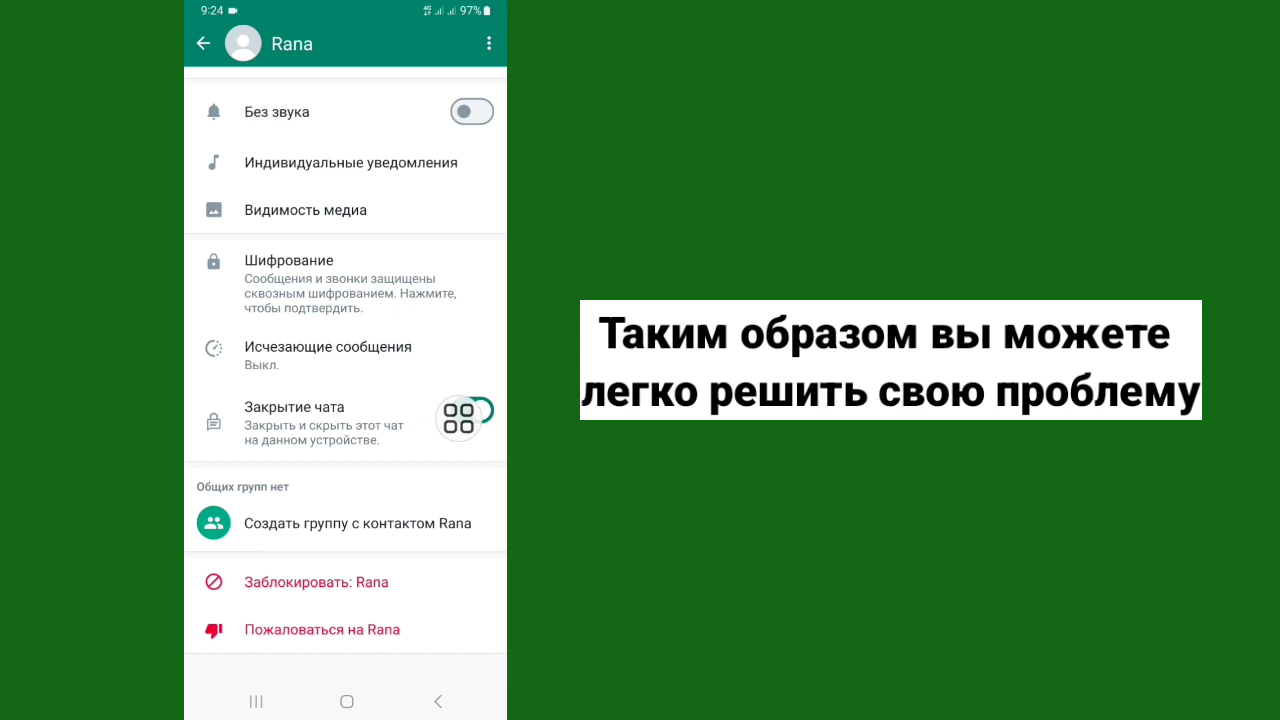 9:24
4G
97%
Rana
Без звука
Индивидуальные уведомления
Видимость медиа
Шифрование
Сообщения и звонки защищены
сквозным шифрованием. Нажмите,
чтобы подтвердить.
Исчезающие сообщения
Выкл.
Закрытие чата
Закрыть и скрыть этот чат
на данном устройстве.
Общих групп нет
Создать группу с контактом Rana
Заблокировать: Rana
Пожаловаться на Rana
Таким образом вы можете
легко решить свою проблему